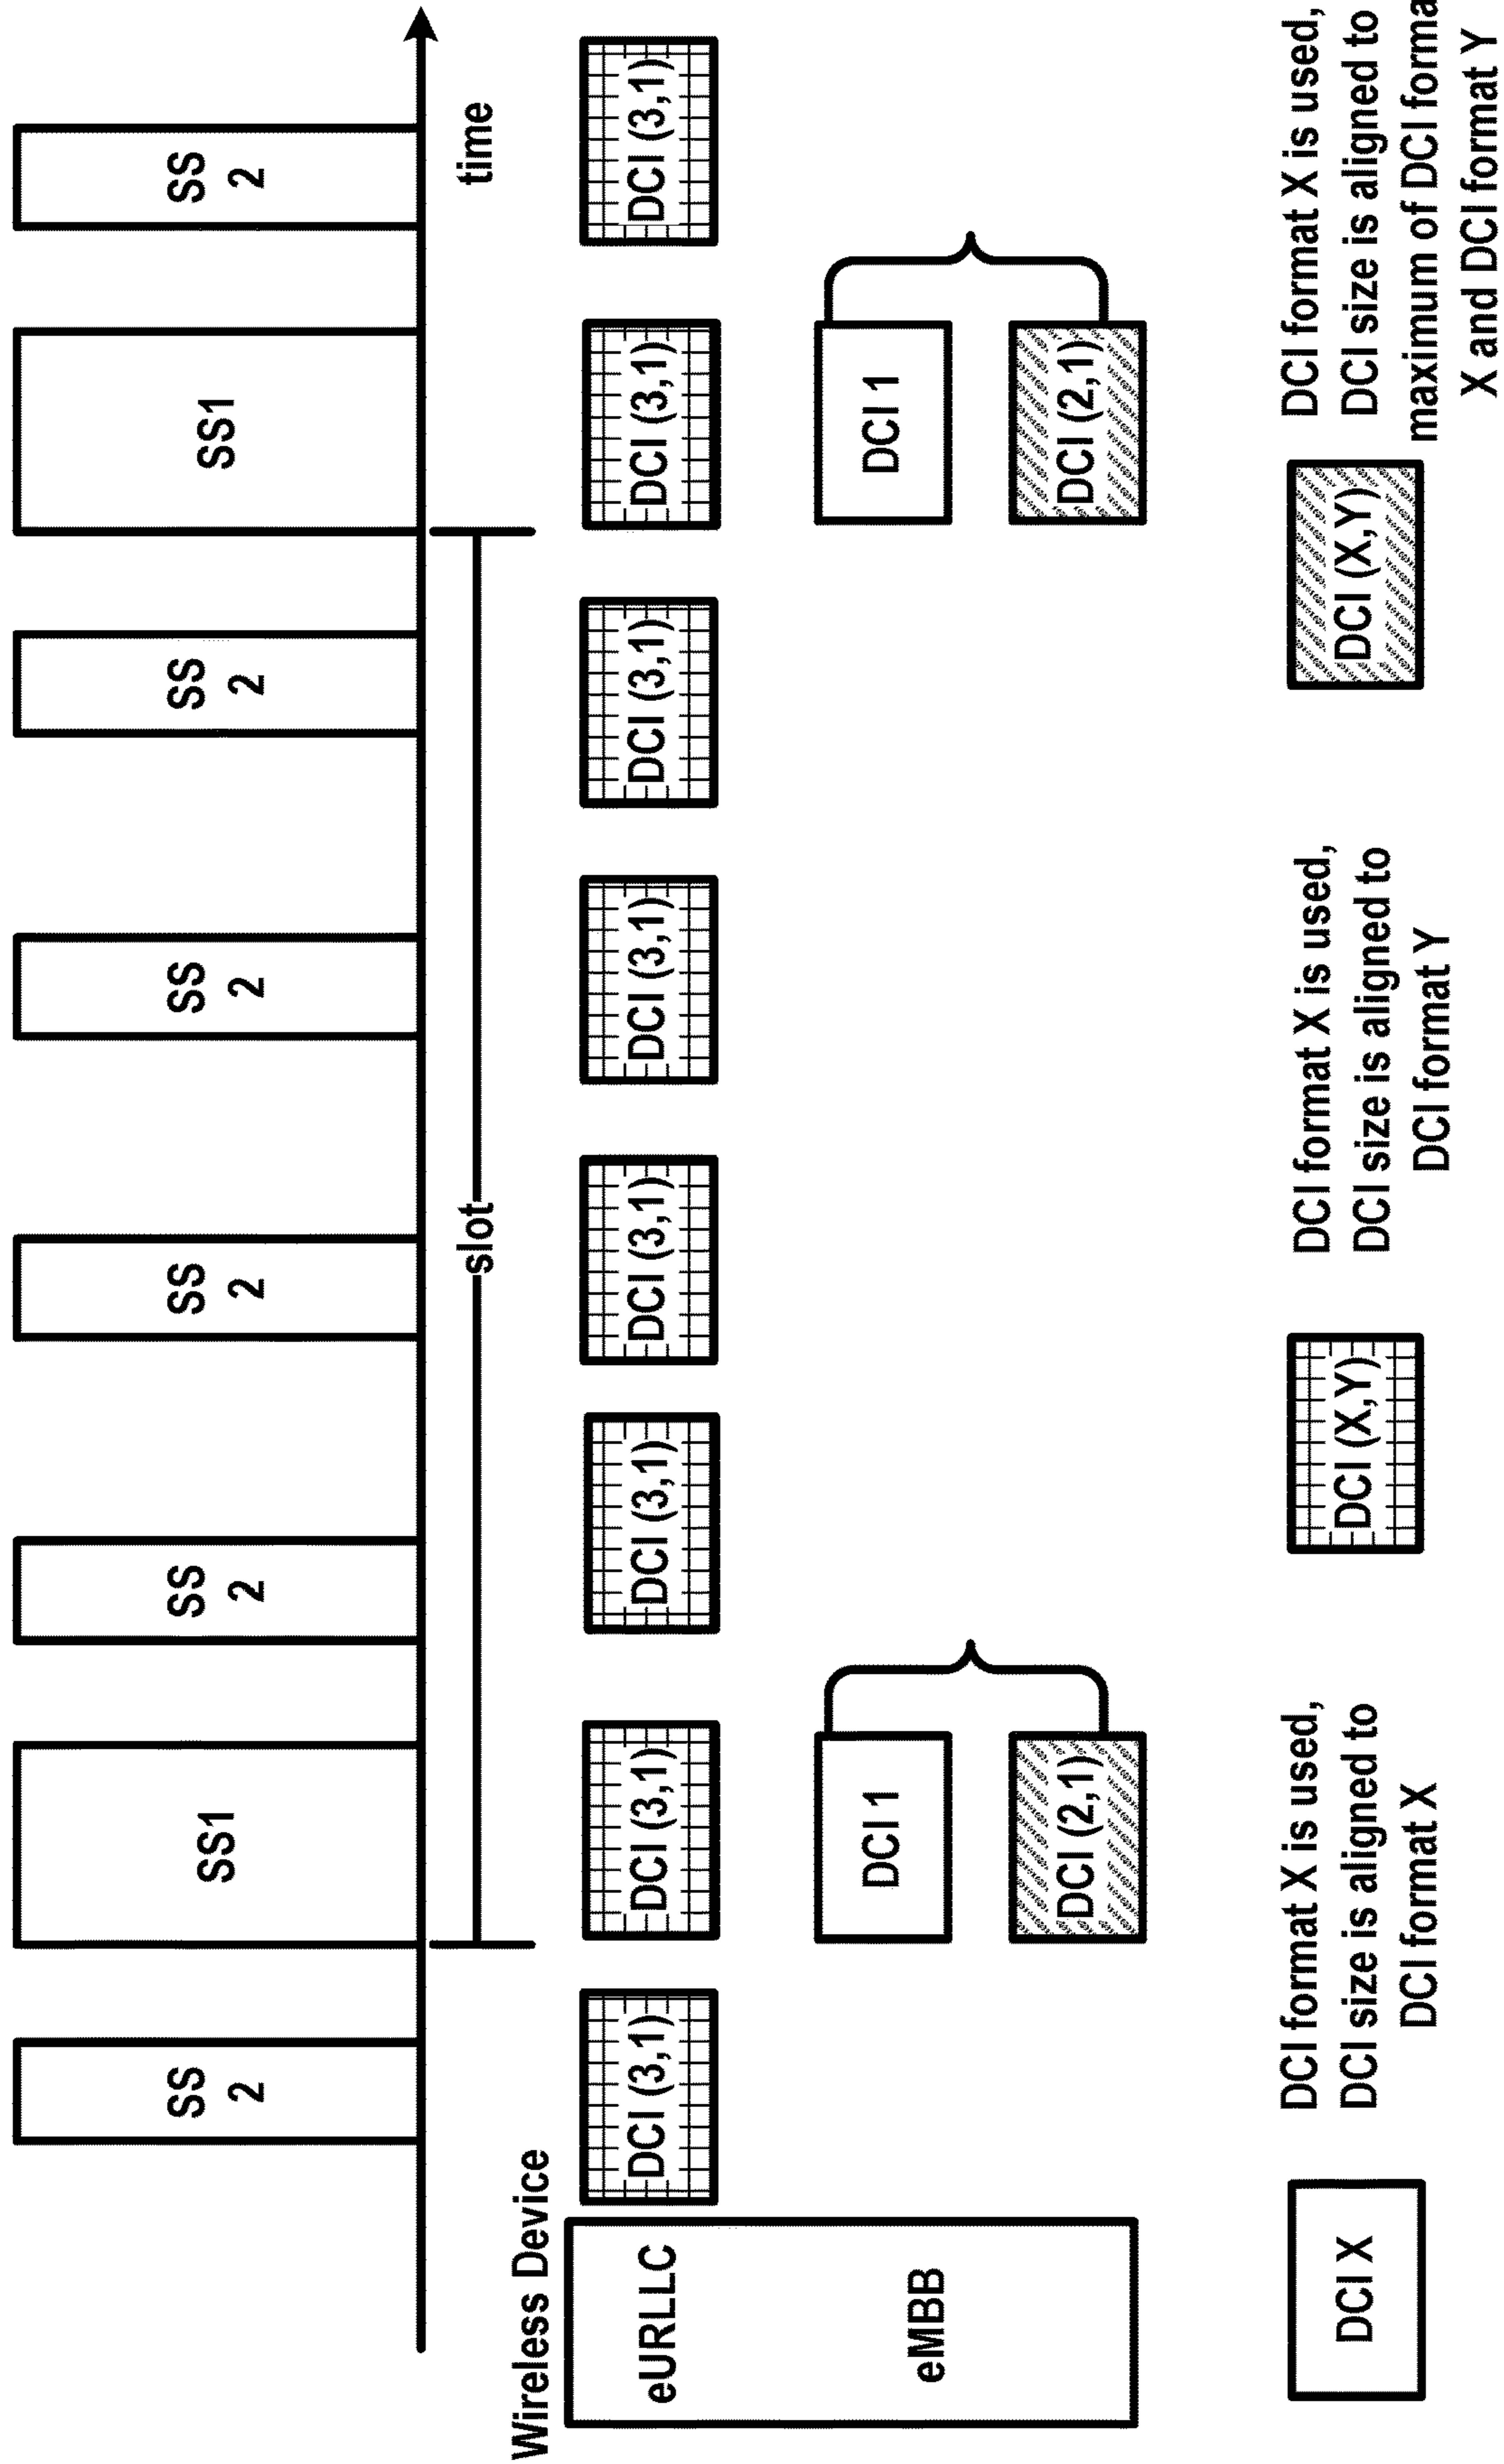 SS
2
SS1
SS
2
SS
2
SS
2
SS
2
SS1
SS
2
time
slot
Wireless Device
eURLLC
DCI (3,1)
DCI (3,1)
DCI (3,1)
DCI (3,1)
DCI (3,1)
DCI (3,1)
DCI (3,1)
DCI (3,1)
eMBB
DCI 1
DCI 1
DCI (2,1)
DCI (2,1)
DCI X
DCI format X is used,
DCI size is aligned to
DCI format X
DCI (X,Y)
DCI format X is used,
DCI size is aligned to
DCI format Y
DCI (X,Y)
DCI format X is used,
DCI size is aligned to
maximum of DCI forma
X and DCI format Y